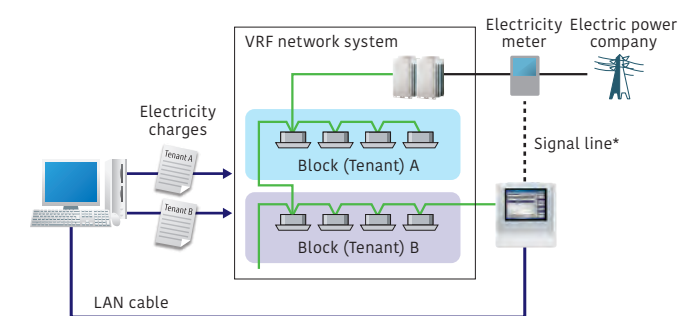 Electricity
meter
Electric power
company
VRF network system
Electricity
charges
Tenant A
Block (Tenant) A
Signal line*
Tenant B
Block (Tenant) B
LAN cable